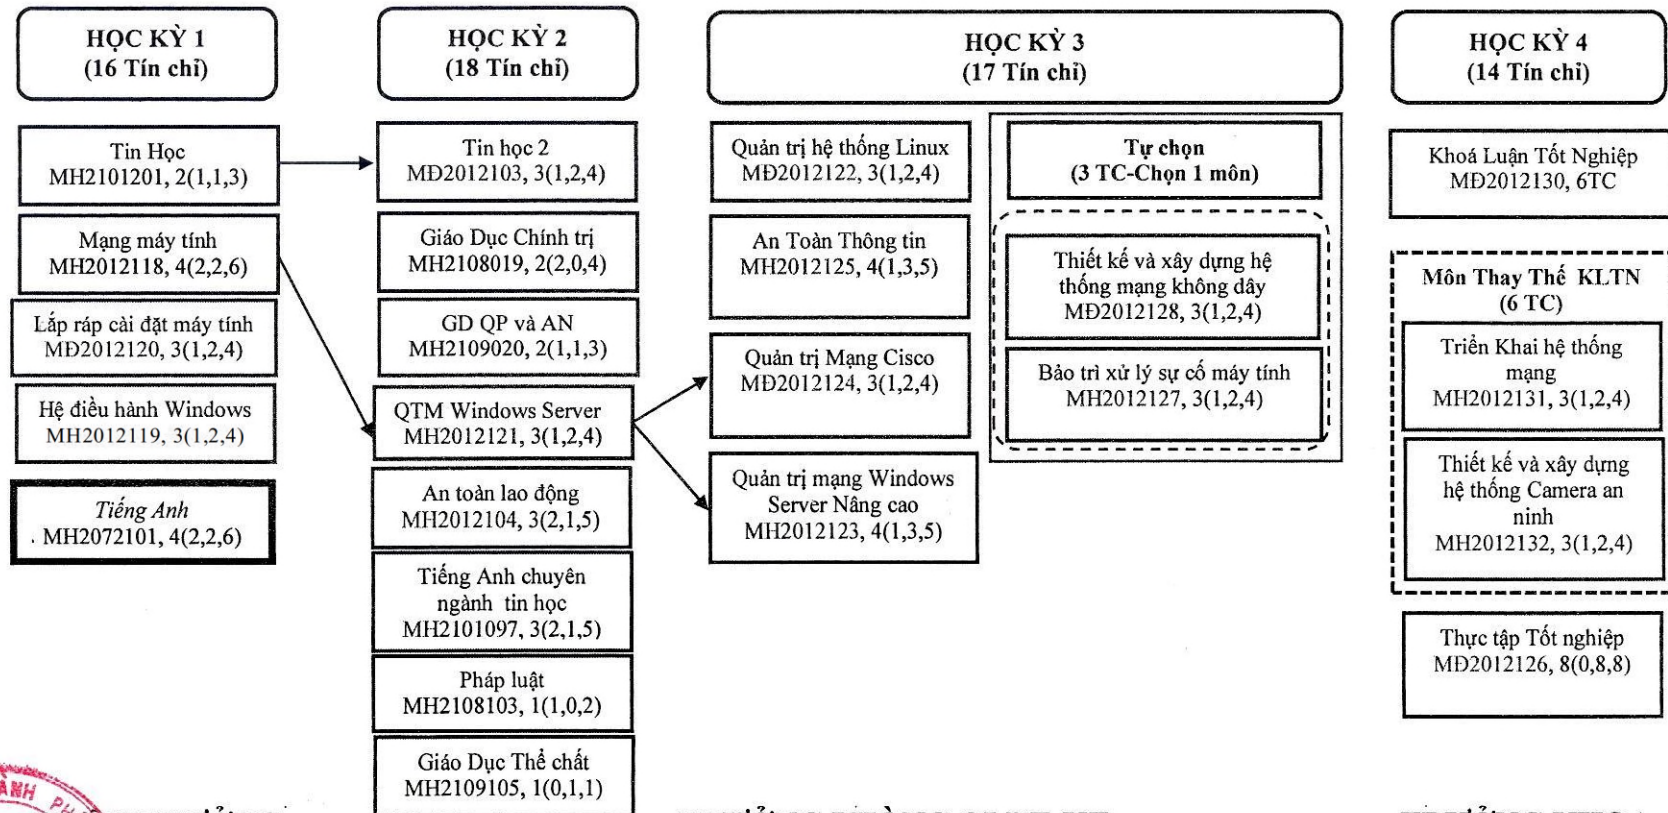 HỌC KỲ 1
(16 Tín chỉ)
Tin Học
MH2101201, 2(1,1,3)
Mạng máy tính
MH2012118, 4(2,2,6)
Lắp ráp cài đặt máy tính
MĐ2012120, 3(1,2,4)
Hệ điều hành Windows
MH2012119, 3(1,2,4)
Tiếng Anh
MH2072101, 4(2,2,6)
HỌC KỲ 2
(18 Tín chỉ)
Tin học 2
MĐ2012103, 3(1,2,4)
Giáo Dục Chính trị
MH2108019, 2(2,0,4)
GD QP và AN
MH2109020, 2(1,1,3)
QTM Windows Server
MH2012121, 3(1,2,4)
An toàn lao động
MH2012104, 3(2,1,5)
Tiếng Anh chuyên
ngành tin học
MH2101097, 3(2,1,5)
Pháp luật
MH2108103, 1(1,0,2)
Giáo Dục Thể chất
MH2109105, 1(0,1,1)
HỌC KỲ 3
(17 Tín chỉ)
Quản trị hệ thống Linux
MĐ2012122, 3(1,2,4)
An Toàn Thông tin
MH2012125, 4(1,3,5)
Quản trị Mạng Cisco
MĐ2012124, 3(1,2,4)
Quản trị mạng Windows
Server Nâng cao
MH2012123, 4(1,3,5)
Tự chọn
(3 TC-Chọn 1 môn)
Thiết kế và xây dựng hệ
thống mạng không dây
MĐ2012128, 3(1,2,4)
Bảo trì xử lý sự cố máy tính
MH2012127, 3(1,2,4)
HỌC KỲ 4
(14 Tín chỉ)
Khoá Luận Tốt Nghiệp
MĐ2012130, 6TC
Môn Thay Thế KLTN
(6 TC)
Triển Khai hệ thống
mạng
MH2012131, 3(1,2,4)
Thiết kế và xây dựng
hệ thống Camera an
ninh
MH2012132, 3(1,2,4)
Thực tập Tốt nghiệp
MĐ2012126, 8(0,8,8)